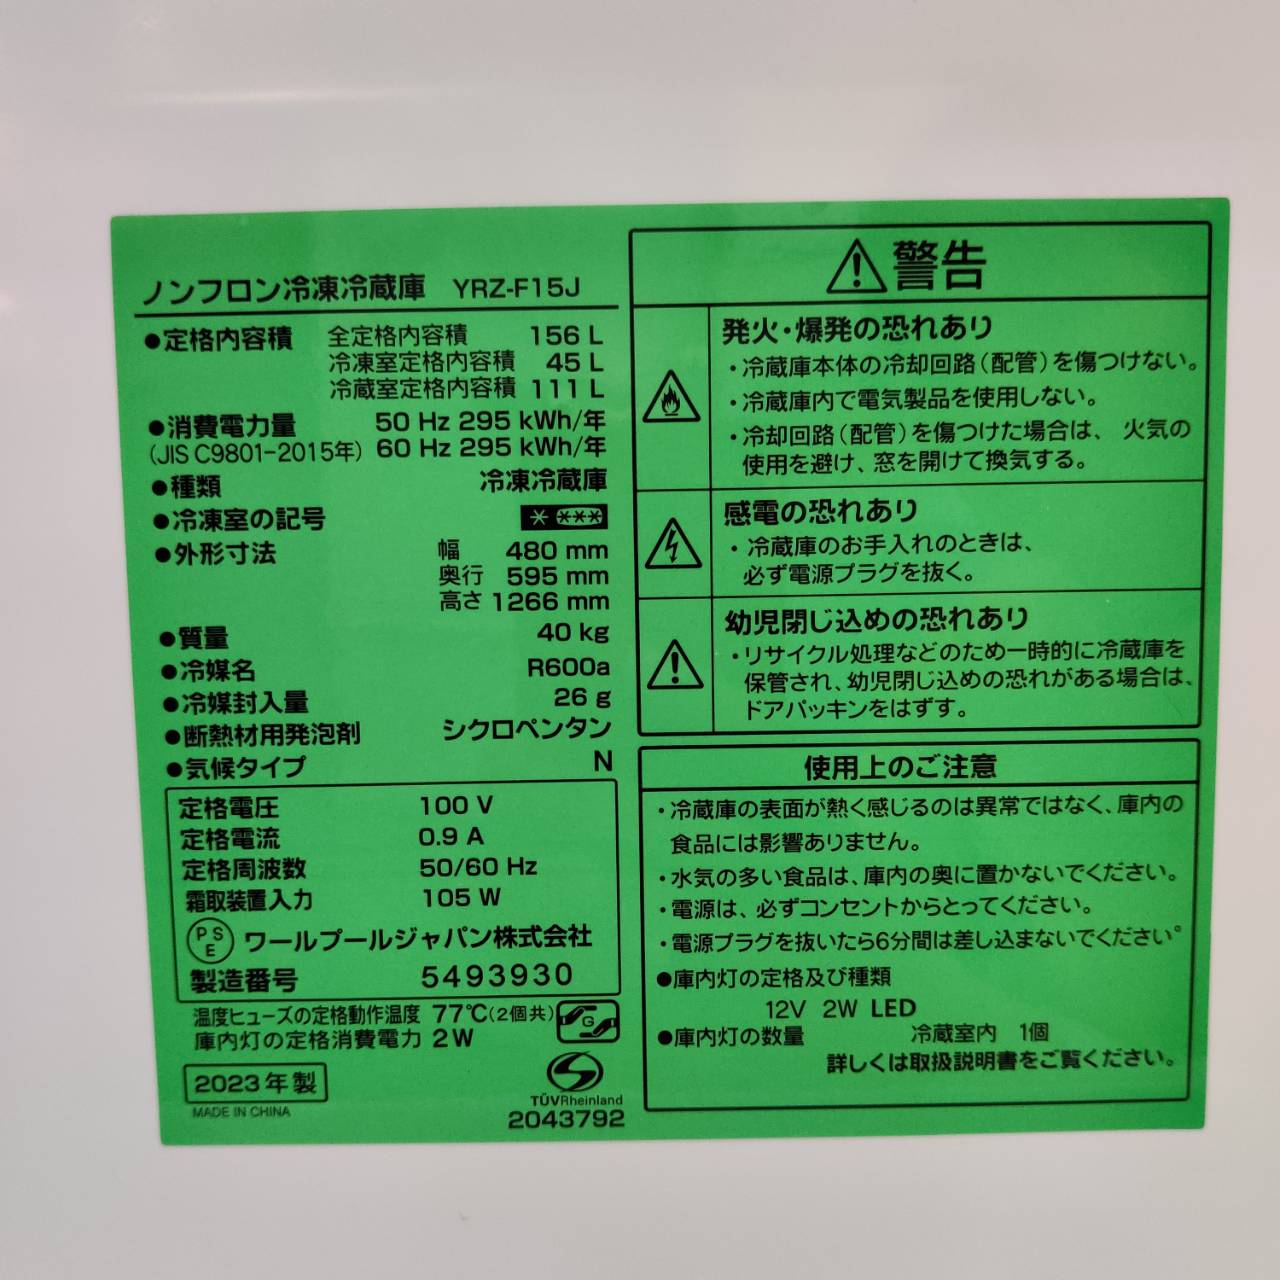 ノンフロン冷凍冷蔵庫 YRZ-F15J
●定格内容積 全定格内容積 156 L
冷凍室定格内容積 45 L
冷蔵室定格内容積 111 L
●消費電力量 50 Hz 295 kWh/年
(JIS C9801-2015年) 60 Hz 295 kWh/年
●種類 冷凍冷蔵庫
●冷凍室の記号
●外形寸法 幅 480 mm
奥行 595 mm
高さ 1266 mm
●質量 40 kg
●冷媒名 R600a
●冷媒封入量 26 g
●断熱材用発泡剤 シクロペンタン
●気候タイプ N
定格電圧 100 V
定格電流 0.9 A
定格周波数 50/60 Hz
霜取装置入力 105 W
PS
E
ワールプールジャパン株式会社
製造番号 5493930
温度ヒューズの定格動作温度 77℃(2個共)
G
庫内灯の定格消費電力 2W
2023年製
MADE IN CHINA
TÜVRheinland
2043792
警告
発火・爆発の恐れあり
・冷蔵庫本体の冷却回路(配管)を傷つけない。
・冷蔵庫内で電気製品を使用しない。
・冷却回路(配管)を傷つけた場合は、 火気の
使用を避け、窓を開けて換気する。
感電の恐れあり
・冷蔵庫のお手入れのときは、
必ず電源プラグを抜く。
幼児閉じ込めの恐れあり
・リサイクル処理などのため一時的に冷蔵庫を
保管され、幼児閉じ込めの恐れがある場合は、
ドアパッキンをはずす。
使用上のご注意
・冷蔵庫の表面が熱く感じるのは異常ではなく、庫内の
食品には影響ありません。
・水気の多い食品は、庫内の奥に置かないでください。
・電源は、必ずコンセントからとってください。
・電源プラグを抜いたら6分間は差し込まないでください。
●庫内灯の定格及び種類
12V 2W LED
●庫内灯の数量 冷蔵室内 1個
詳しくは取扱説明書をご覧ください。